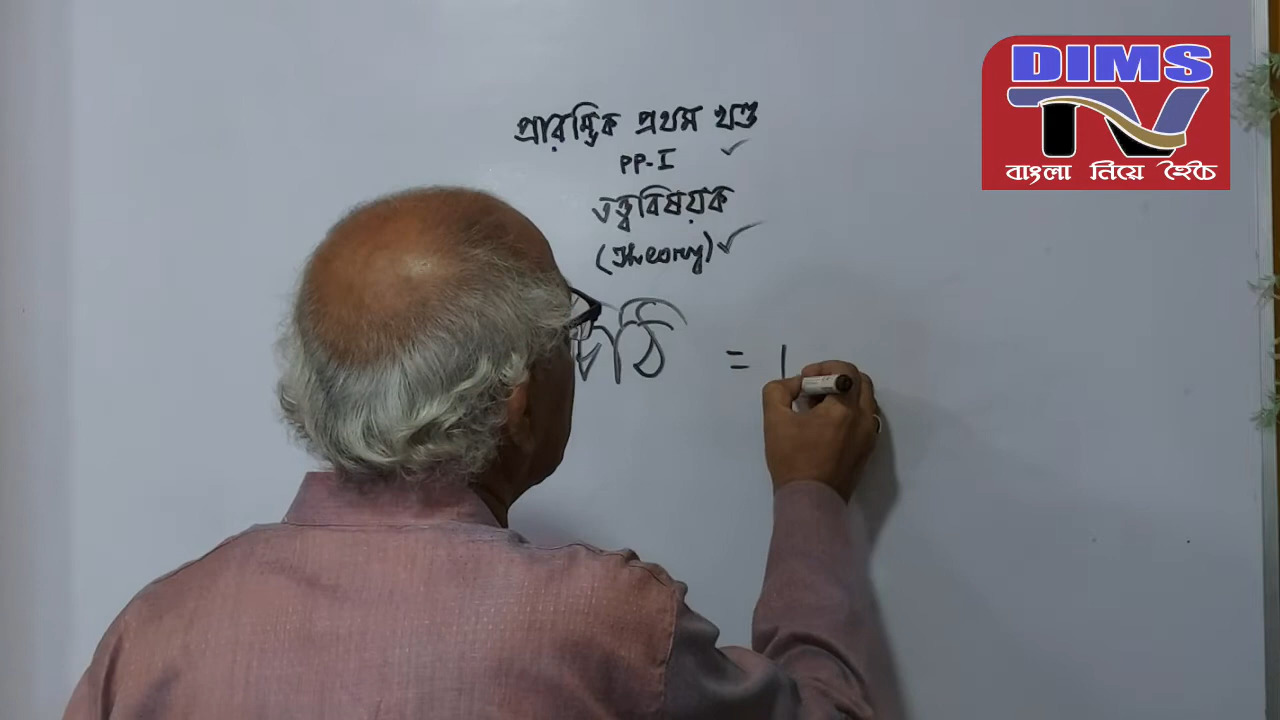 প্রারম্ভিক প্রথম খণ্ড
PP-I
তত্ত্ববিষয়ক
(Theory)
=
DIMS
TV
বাংলা নিয়ে হৈচৈ